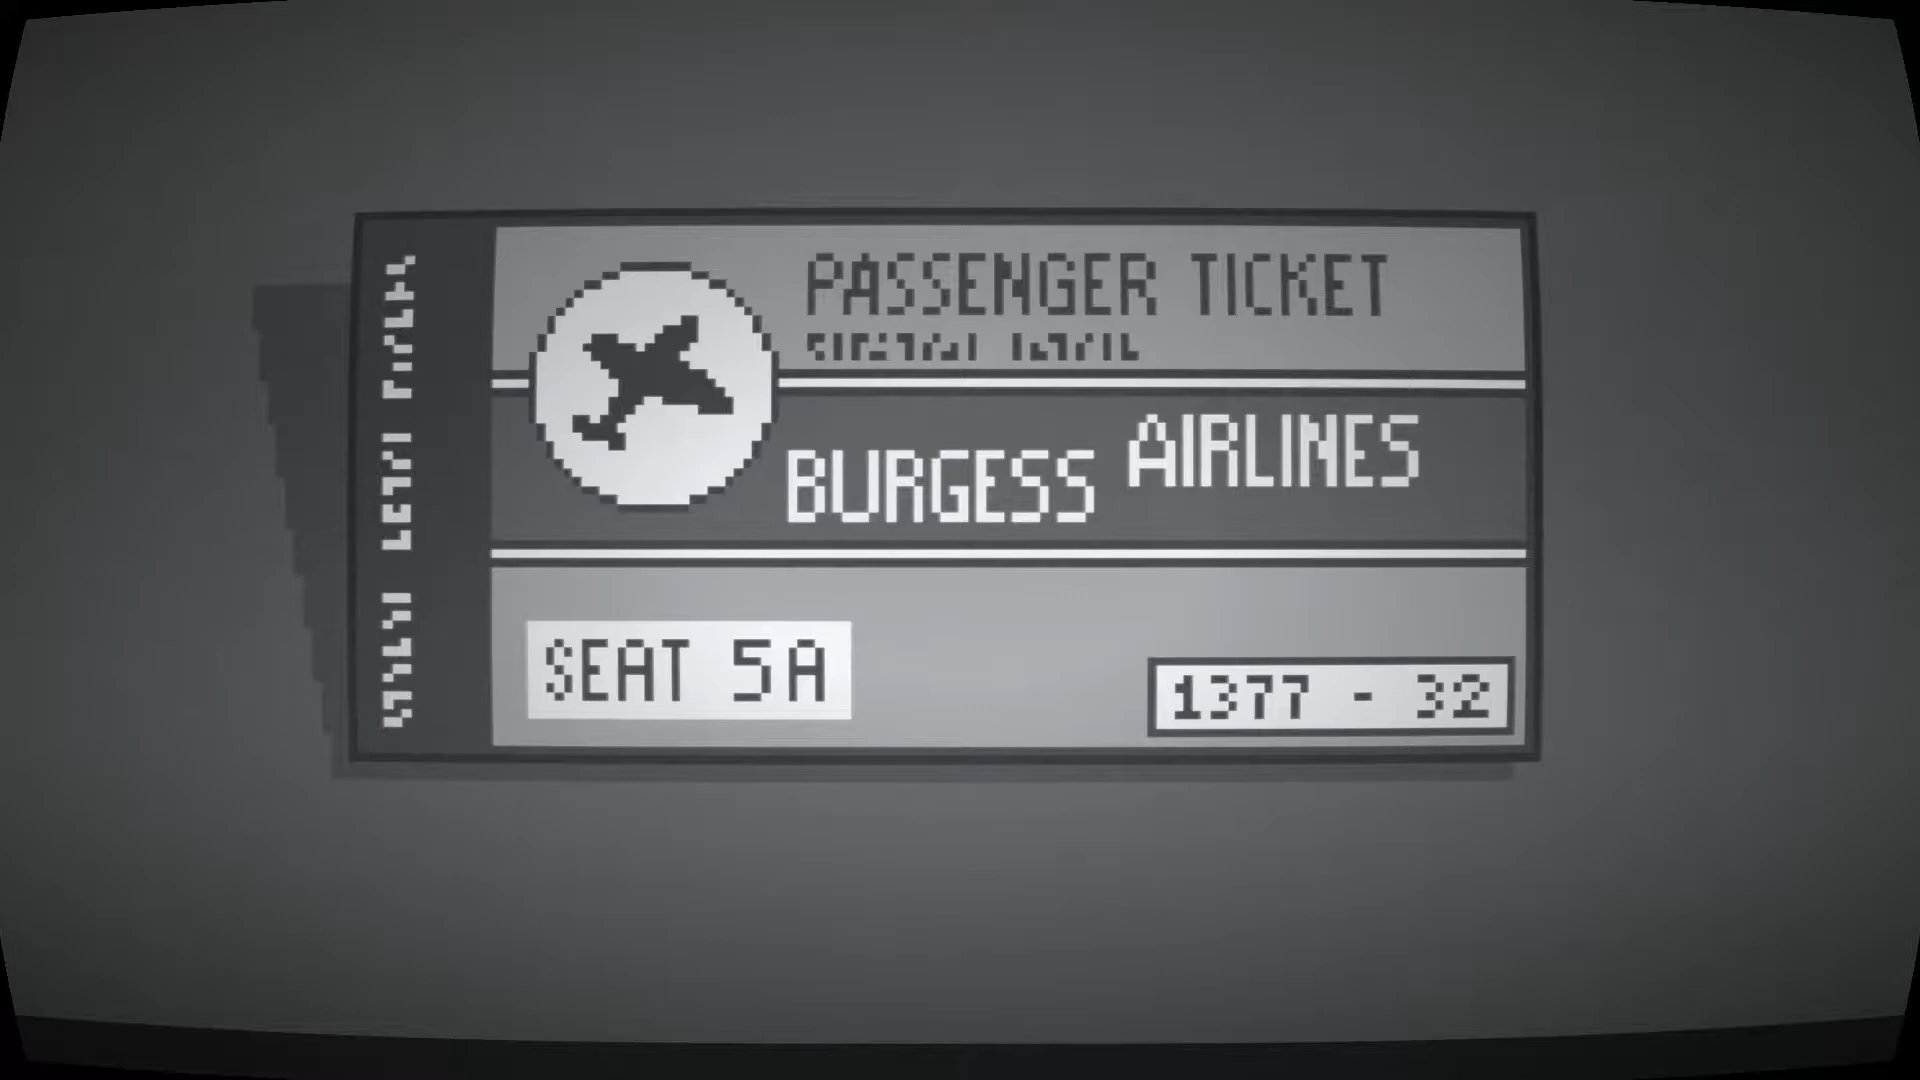 PASSENGER TICKET
BURGESS AIRLINES
SEAT 5A
1377 - 32